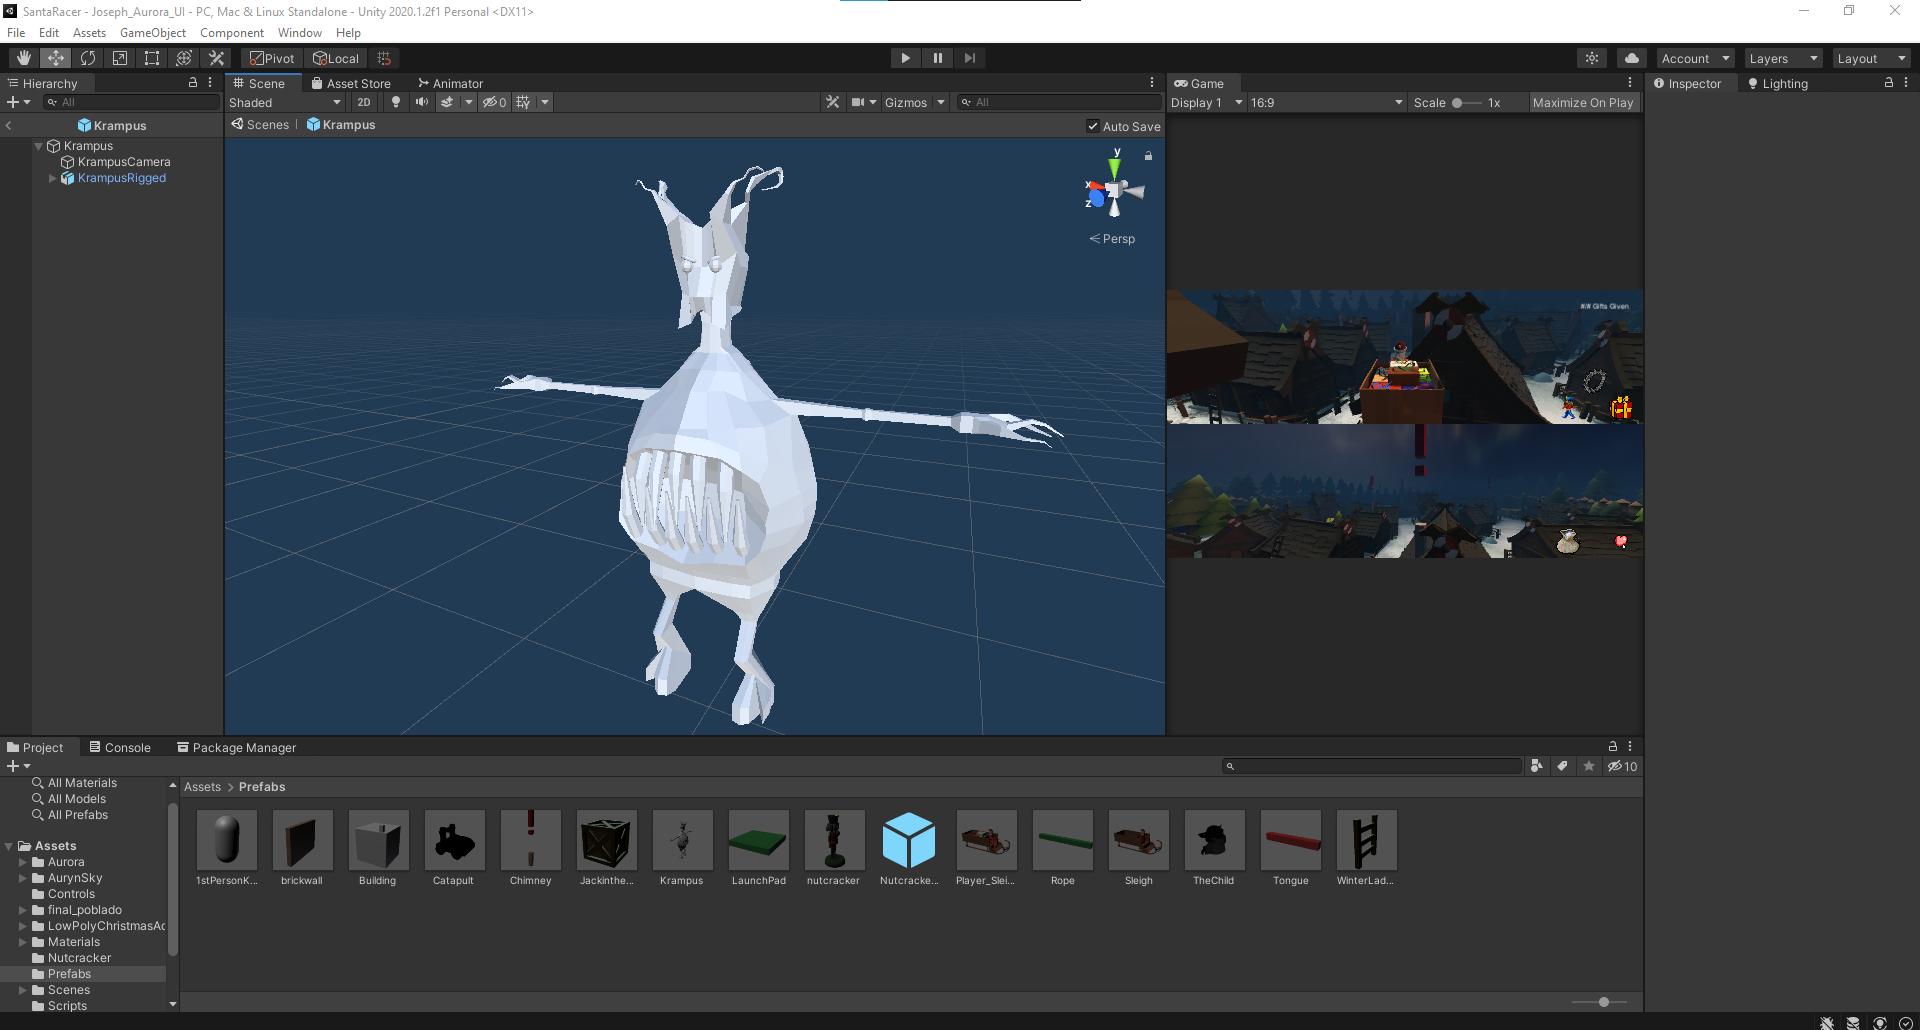 SantaRacer - Joseph_Aurora_UI - PC, Mac & Linux Standalone - Unity 2020.1.2f1 Personal <DX11>
File Edit Assets GameObject Component Window Help
Pivot Local Account Layers Layout
Hierarchy Scene Asset Store Animator Game Inspector Lighting
All Shaded 2D 0 Gizmos All Display 1 16:9 Scale 1x Maximize On Play
Krampus Scenes | Krampus Auto Save
Krampus
KrampusCamera
KrampusRigged
y
x
z
Persp
## Gifts Given
Project Console Package Manager
10
All Materials
All Models
All Prefabs
Assets
Aurora
AurynSky
Controls
final_poblado
LowPolyChristmasAc
Materials
Nutcracker
Prefabs
Scenes
Scripts
Assets > Prefabs
1stPersonK... brickwall Building Catapult Chimney Jackinthe... Krampus LaunchPad nutcracker Nutcracke... Player_Slei... Rope Sleigh TheChild Tongue WinterLad...